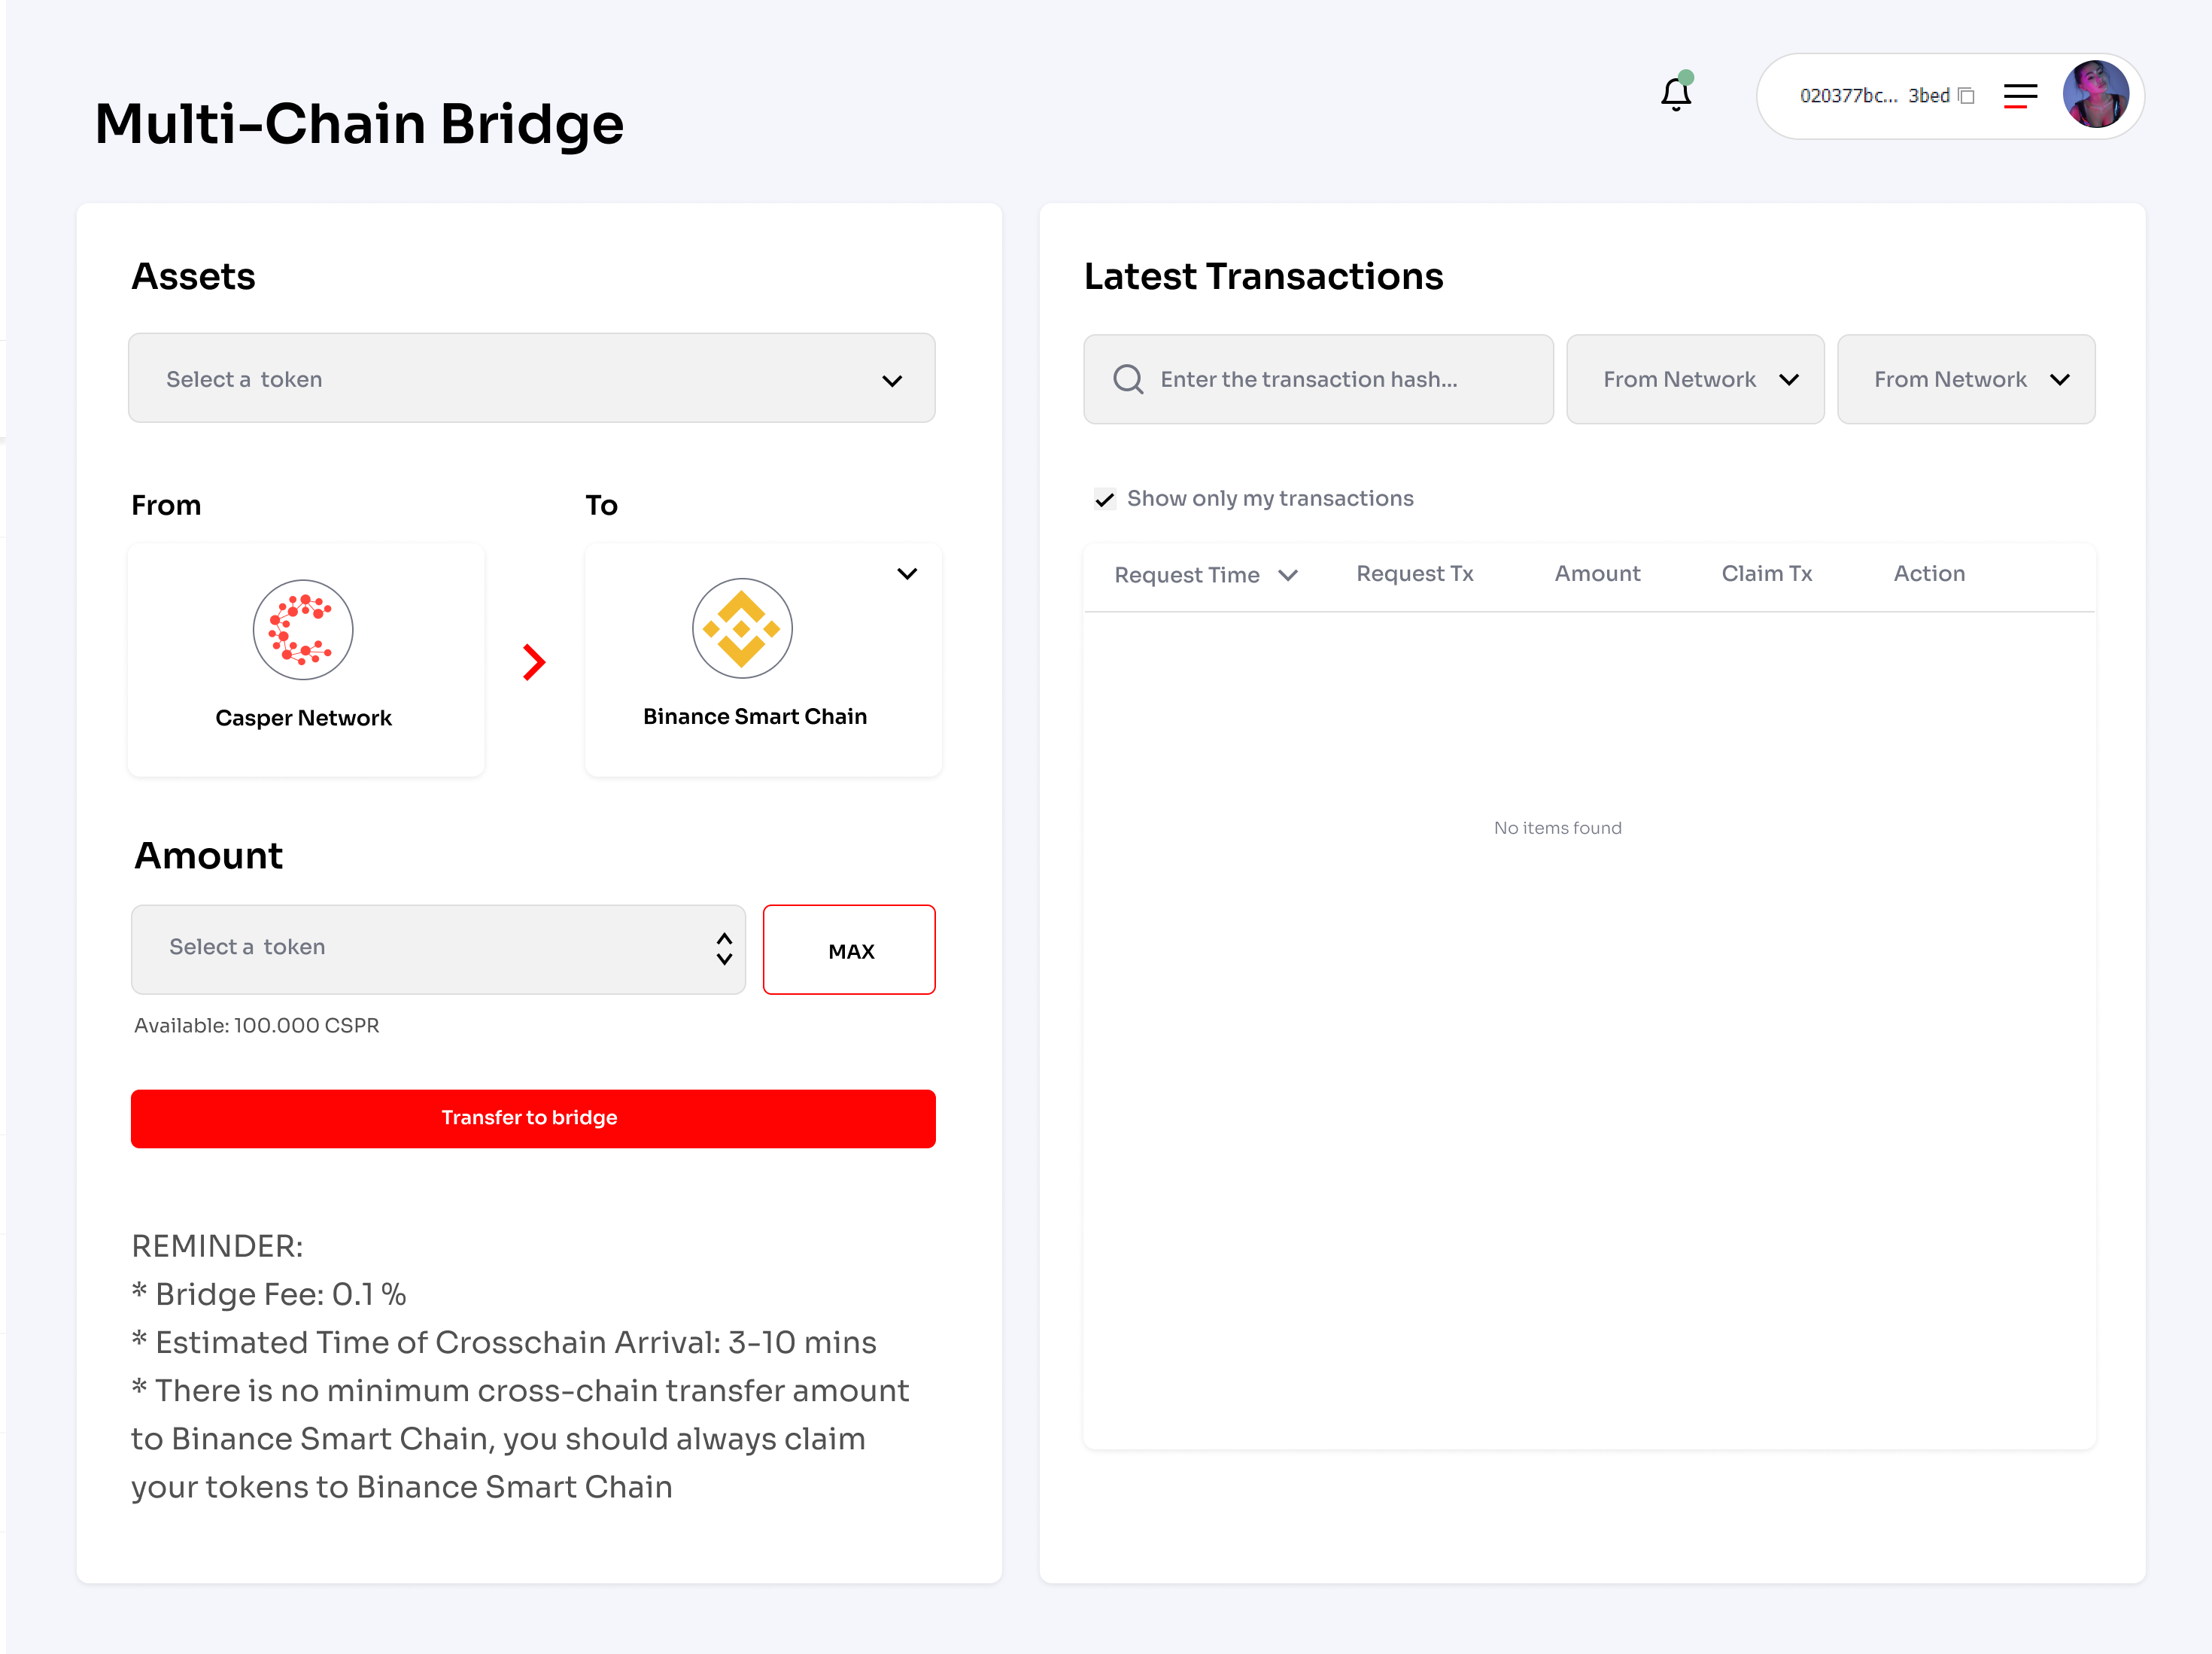 Multi-Chain Bridge
020377bc... 3bed
Assets
Select a token
From
To
Casper Network
Binance Smart Chain
Amount
Select a token
MAX
Available: 100.000 CSPR
Transfer to bridge
REMINDER:
* Bridge Fee: 0.1 %
* Estimated Time of Crosschain Arrival: 3-10 mins
* There is no minimum cross-chain transfer amount
to Binance Smart Chain, you should always claim
your tokens to Binance Smart Chain
Latest Transactions
Enter the transaction hash...
From Network
From Network
Show only my transactions
Request Time Request Tx Amount Claim Tx Action
No items found